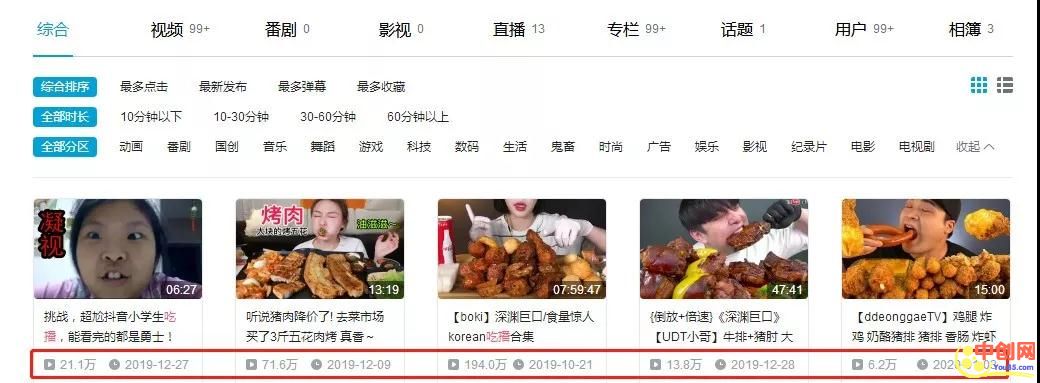 综合 视频 99+ 番剧 0 影视 0 直播 13 专栏 99+ 话题 1 用户 99+ 相簿 3
综合排序 最多点击 最新发布 最多弹幕 最多收藏
全部时长 10分钟以下 10-30分钟 30-60分钟 60分钟以上
全部分区 动画 番剧 国创 音乐 舞蹈 游戏 科技 数码 生活 鬼畜 时尚 广告 娱乐 影视 纪录片 电影 电视剧 收起
凝视
06:27
烤肉
大块的烤五花
油滋滋~
13:19
07:59:47
47:41
15:00
挑战，超尬抖音小学生吃
播，能看完的都是勇士！
听说猪肉降价了! 去菜市场
买了3斤五花肉烤 真香~
【boki】深渊巨口/食量惊人
korean吃播合集
{倒放+倍速}《深渊巨口》
【UDT小哥】牛排+猪肘 大
【ddeonggaeTV】鸡腿 炸
鸡 奶酪猪排 猪排 香肠 炸虾
21.1万 2019-12-27
71.6万 2019-12-09
194.0万 2019-10-21
13.8万 2019-12-28
6.2万
中创网
You85.com